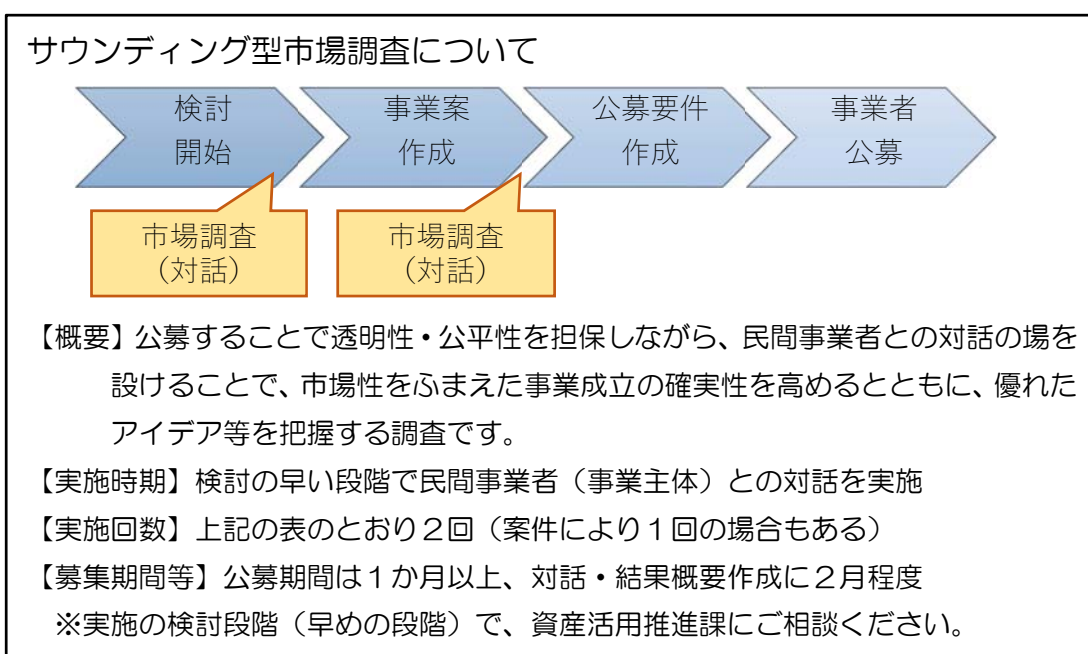 サウンディング型市場調査について
検討
開始
事業案
作成
公募要件
作成
事業者
公募
市場調査
(対話)
市場調査
(対話)
【概要】公募することで透明性・公平性を担保しながら、民間事業者との対話の場を
設けることで、市場性をふまえた事業成立の確実性を高めるとともに、優れた
アイデア等を把握する調査です。
【実施時期】検討の早い段階で民間事業者（事業主体）との対話を実施
【実施回数】上記の表のとおり２回（案件により１回の場合もある）
【募集期間等】公募期間は１か月以上、対話・結果概要作成に２月程度
※実施の検討段階（早めの段階）で、資産活用推進課にご相談ください。